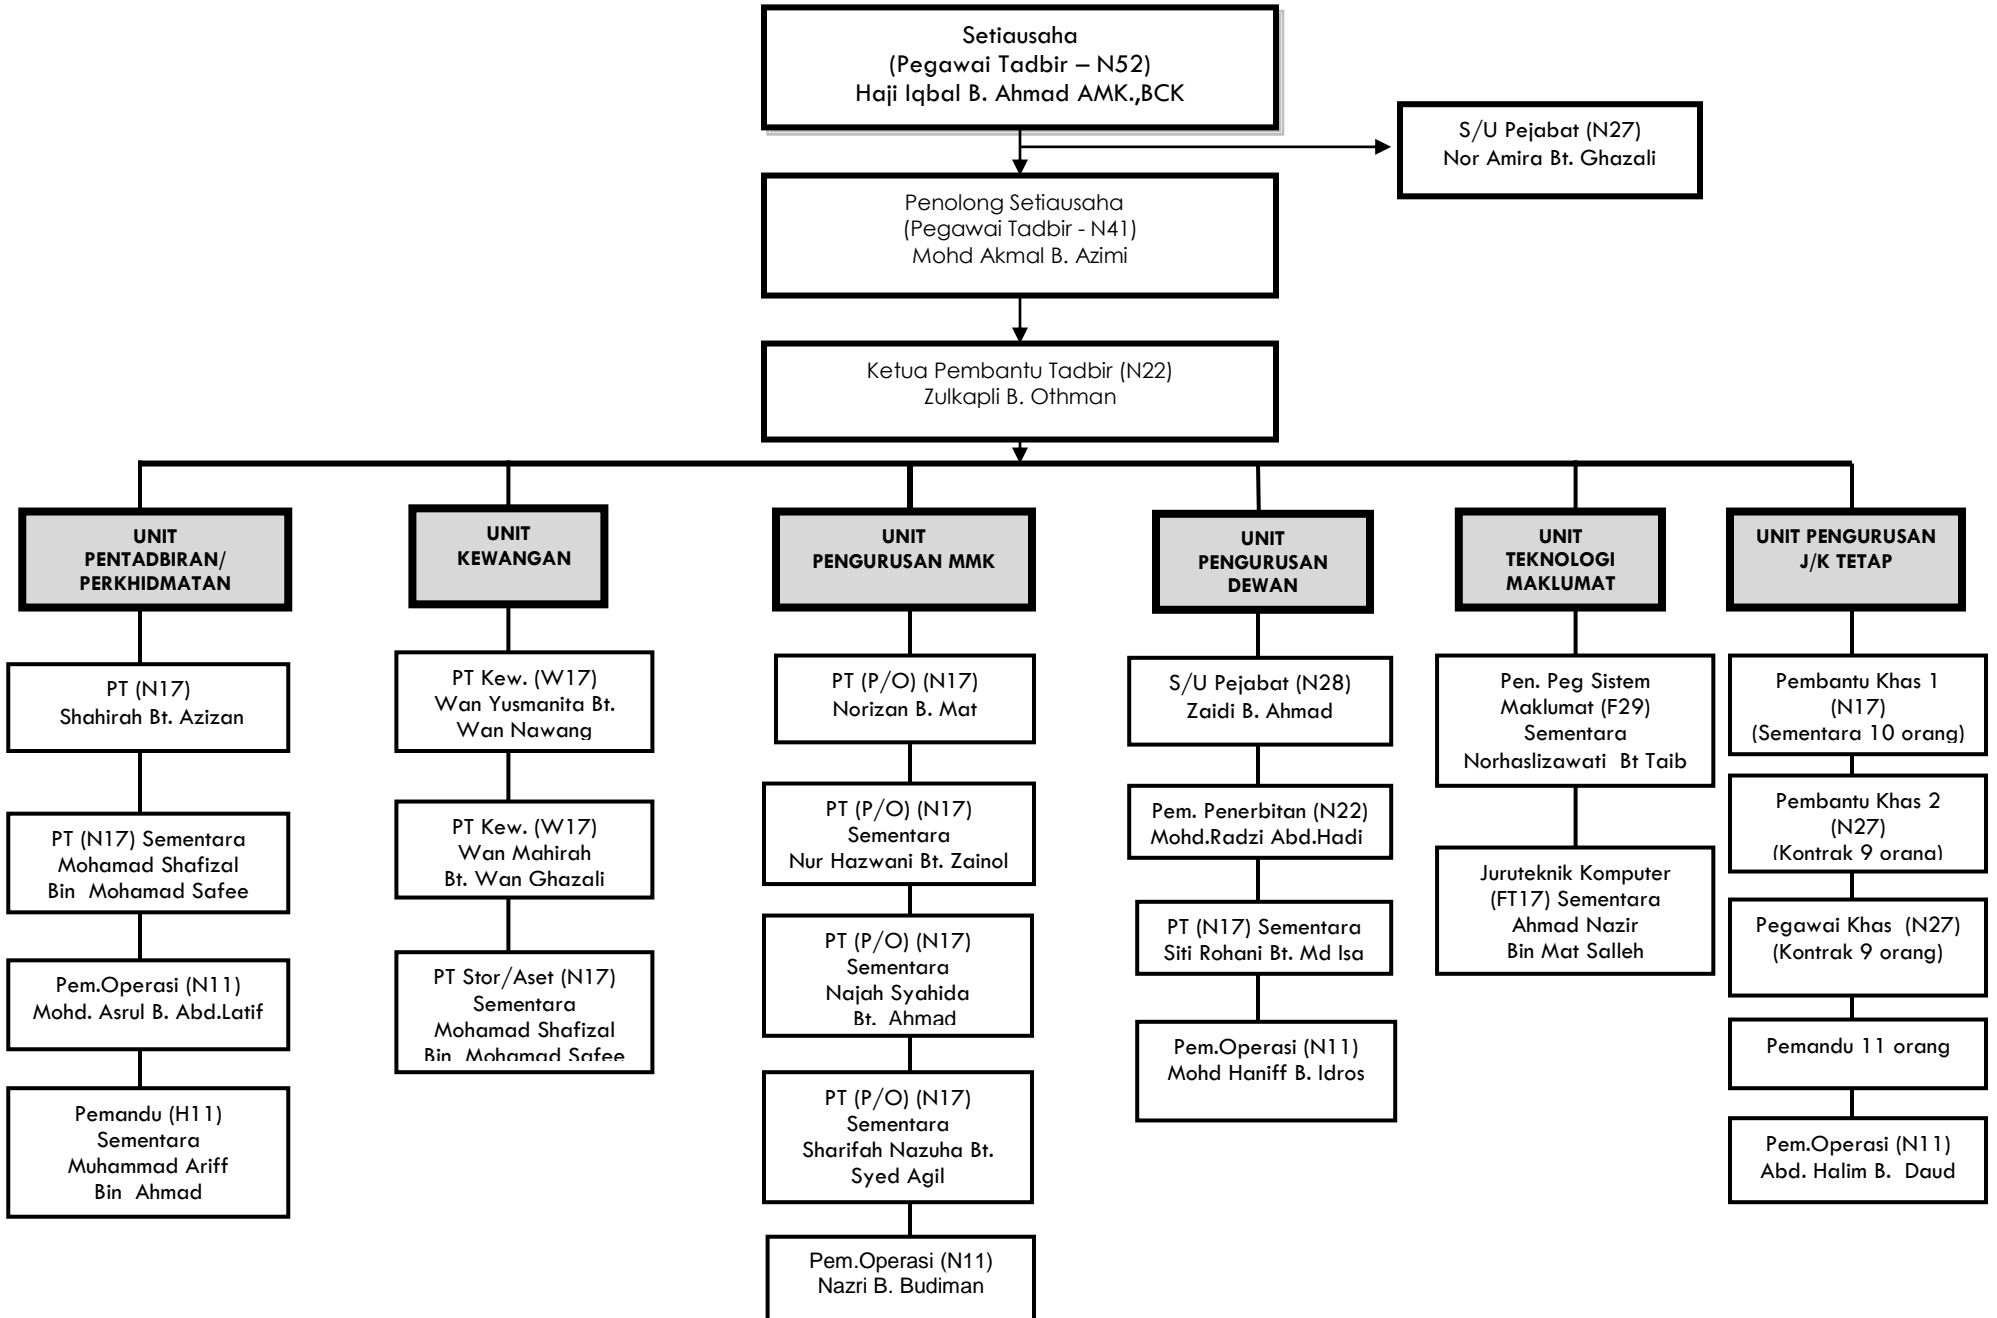 Setiausaha
(Pegawai Tadbir – N52)
Haji Iqbal B. Ahmad AMK.,BCK
S/U Pejabat (N27)
Nor Amira Bt. Ghazali
Penolong Setiausaha
(Pegawai Tadbir - N41)
Mohd Akmal B. Azimi
Ketua Pembantu Tadbir (N22)
Zulkapli B. Othman
UNIT
PENTADBIRAN/
PERKHIDMATAN
PT (N17)
Shahirah Bt. Azizan
PT (N17) Sementara
Mohamad Shafizal
Bin Mohamad Safee
Pem.Operasi (N11)
Mohd. Asrul B. Abd.Latif
Pemandu (H11)
Sementara
Muhammad Ariff
Bin Ahmad
UNIT
KEWANGAN
PT Kew. (W17)
Wan Yusmanita Bt.
Wan Nawang
PT Kew. (W17)
Wan Mahirah
Bt. Wan Ghazali
PT Stor/Aset (N17)
Sementara
Mohamad Shafizal
Bin Mohamad Safee
UNIT
PENGURUSAN MMK
PT (P/O) (N17)
Norizan B. Mat
PT (P/O) (N17)
Sementara
Nur Hazwani Bt. Zainol
PT (P/O) (N17)
Sementara
Najah Syahida
Bt. Ahmad
PT (P/O) (N17)
Sementara
Sharifah Nazuha Bt.
Syed Agil
Pem.Operasi (N11)
Nazri B. Budiman
UNIT
PENGURUSAN
DEWAN
S/U Pejabat (N28)
Zaidi B. Ahmad
Pem. Penerbitan (N22)
Mohd.Radzi Abd.Hadi
PT (N17) Sementara
Siti Rohani Bt. Md Isa
Pem.Operasi (N11)
Mohd Haniff B. Idros
UNIT
TEKNOLOGI
MAKLUMAT
Pen. Peg Sistem
Maklumat (F29)
Sementara
Norhaslizawati Bt Taib
Juruteknik Komputer
(FT17) Sementara
Ahmad Nazir
Bin Mat Salleh
UNIT PENGURUSAN
J/K TETAP
Pembantu Khas 1
(N17)
(Sementara 10 orang)
Pembantu Khas 2
(N27)
(Kontrak 9 orang)
Pegawai Khas (N27)
(Kontrak 9 orang)
Pemandu 11 orang
Pem.Operasi (N11)
Abd. Halim B. Daud